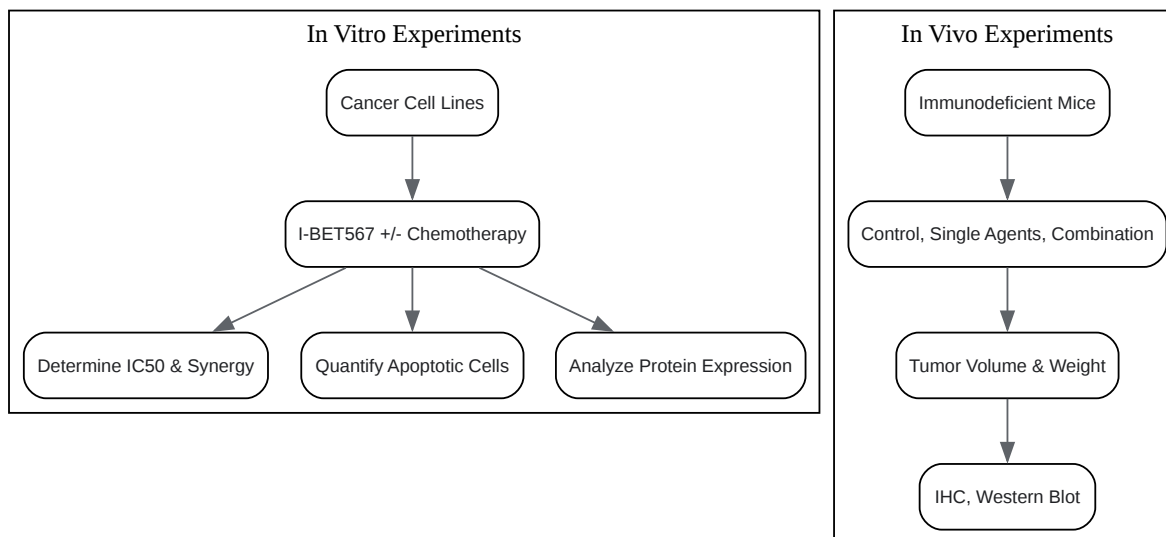 In Vitro Experiments
Cancer Cell Lines
I-BET567 +/- Chemotherapy
Determine IC50 & Synergy
Quantify Apoptotic Cells
Analyze Protein Expression
In Vivo Experiments
Immunodeficient Mice
Control, Single Agents, Combination
Tumor Volume & Weight
IHC, Western Blot